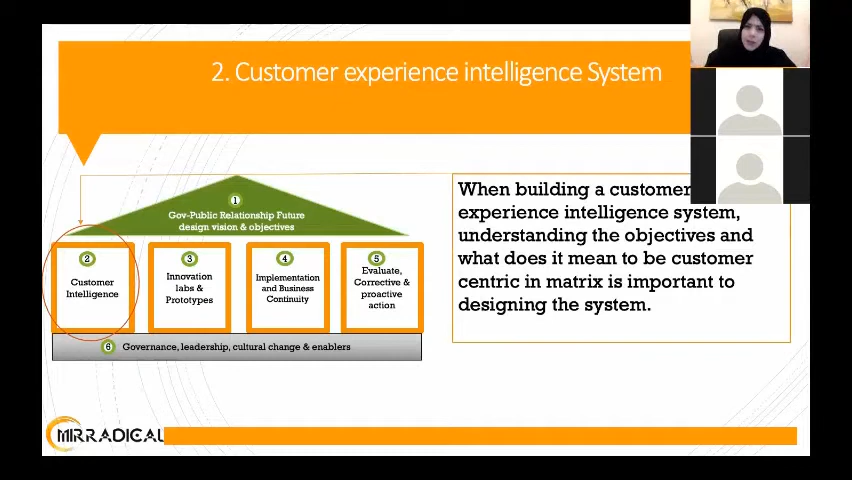 2. Customer experience intelligence System
1
Gov-Public Relationship Future
design vision & objectives
2
Customer
Intelligence
3
Innovation
labs &
Prototypes
4
Implementation
and Business
Continuity
5
Evaluate,
Corrective &
proactive
action
6 Governance, leadership, cultural change & enablers
When building a customer
experience intelligence system,
understanding the objectives and
what does it mean to be customer
centric in matrix is important to
designing the system.
MIRRADICAL